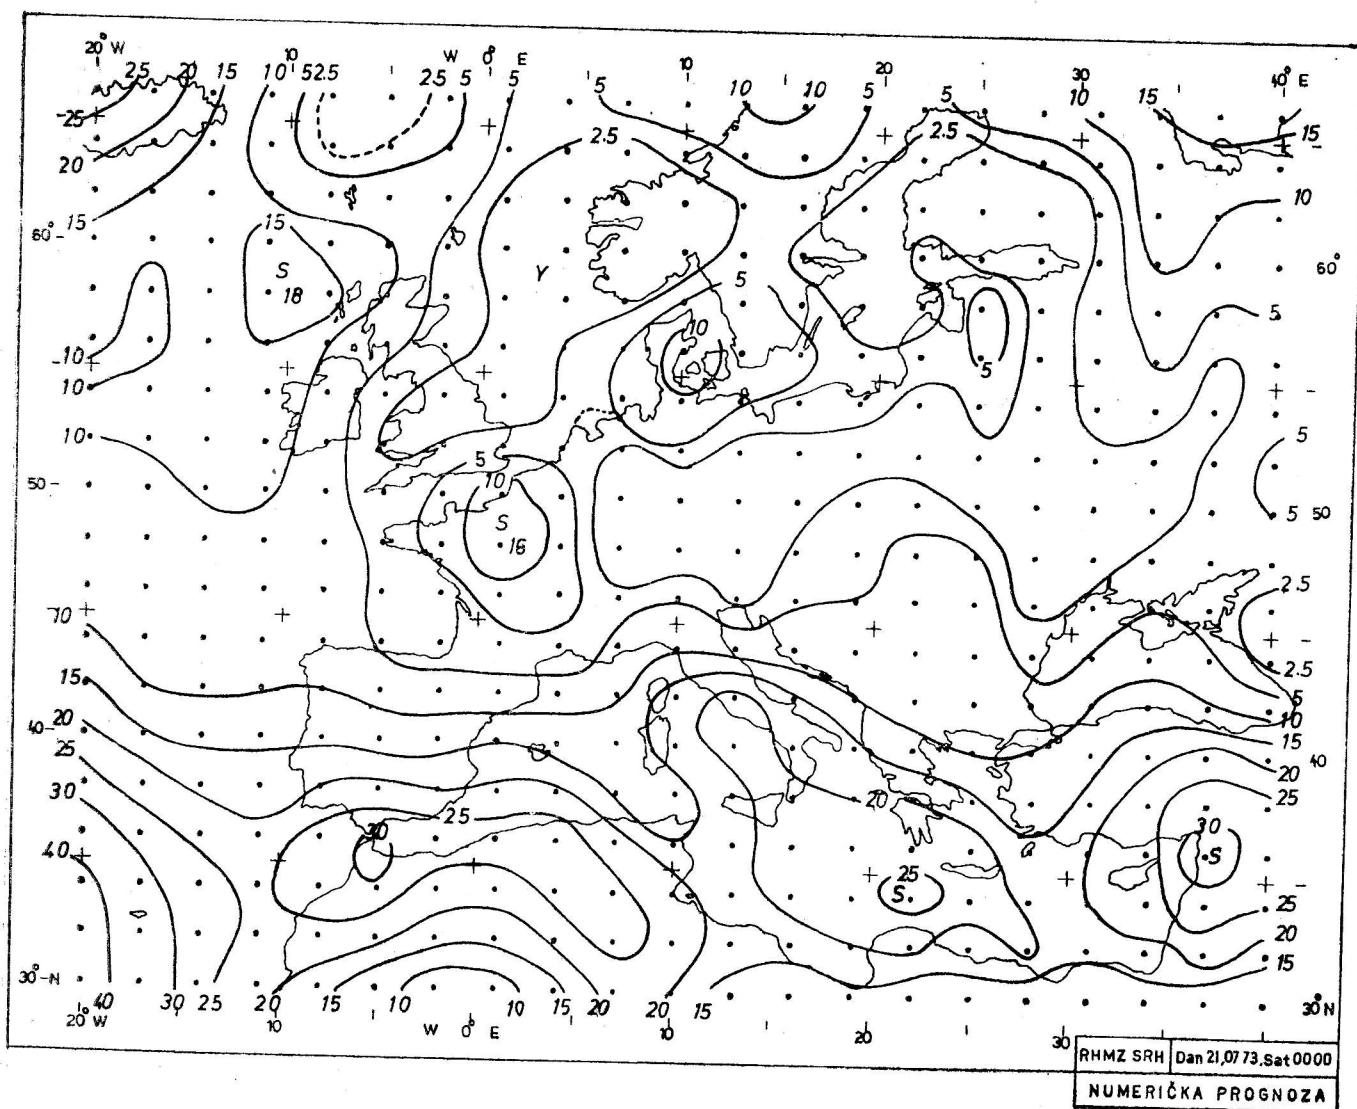 20° W 10 W 0° E 10 20 30 40° E
25 20 15 10 5 2.5 25 5 5 5 10 10 5 5 10 15
25 2.5 2.5 15
20
15 15 10
60° S Y 60°
18 5
10 5
10 10 5
10 5 5
50 10 5 50
S
16
2.5
10
2.5
15 5
20 10
40 15
25 20 40
30 20 25
25 30 30
40 S
25
S
25
20
30° N 15
40 30 25 20 15 10 10 15 20 20 15 30° N
20° W 10 W 0° E 10 20 30
RHMZ SRH Dan 21,07 73.Sat 0000
NUMERIČKA PROGNOZA